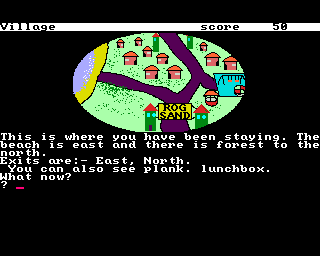 Village score 50
ROG
SAND
This is where you have been staying. The
beach is east and there is forest to the
north.
Exits are:- East, North.
You can also see plank. lunchbox.
What now?
?